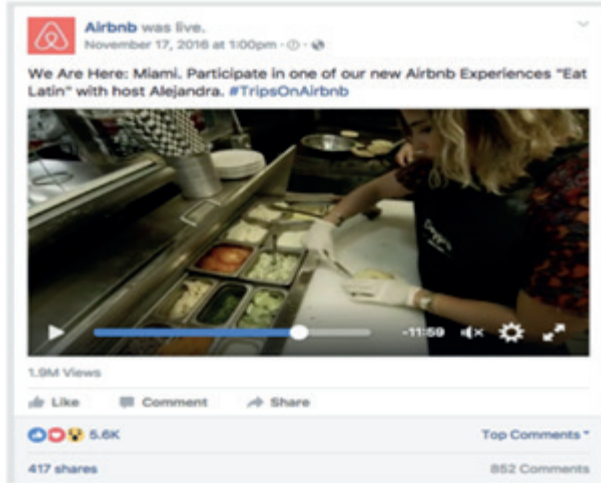 Airbnb was live.
November 17, 2016 at 1:00pm
We Are Here: Miami. Participate in one of our new Airbnb Experiences "Eat
Latin" with host Alejandra. #TripsOnAirbnb
-11:59
1.9M Views
Like Comment Share
5.6K Top Comments
417 shares 852 Comments